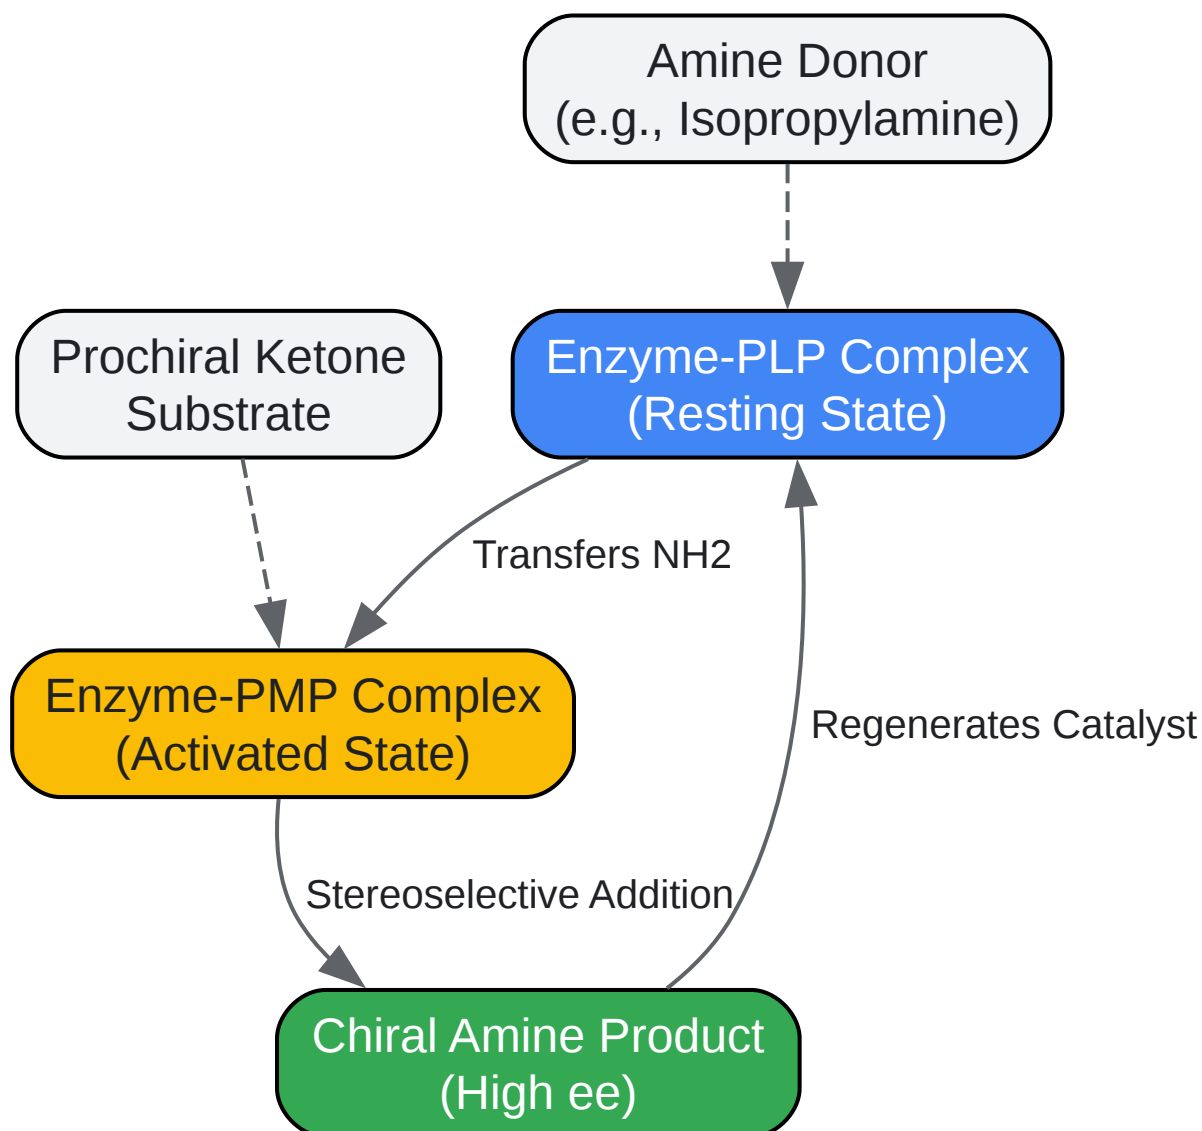 Amine Donor
(e.g., Isopropylamine)
Prochiral Ketone
Substrate
Enzyme-PLP Complex
(Resting State)
Transfers NH2
Enzyme-PMP Complex
(Activated State)
Regenerates Catalyst
Stereoselective Addition
Chiral Amine Product
(High ee)